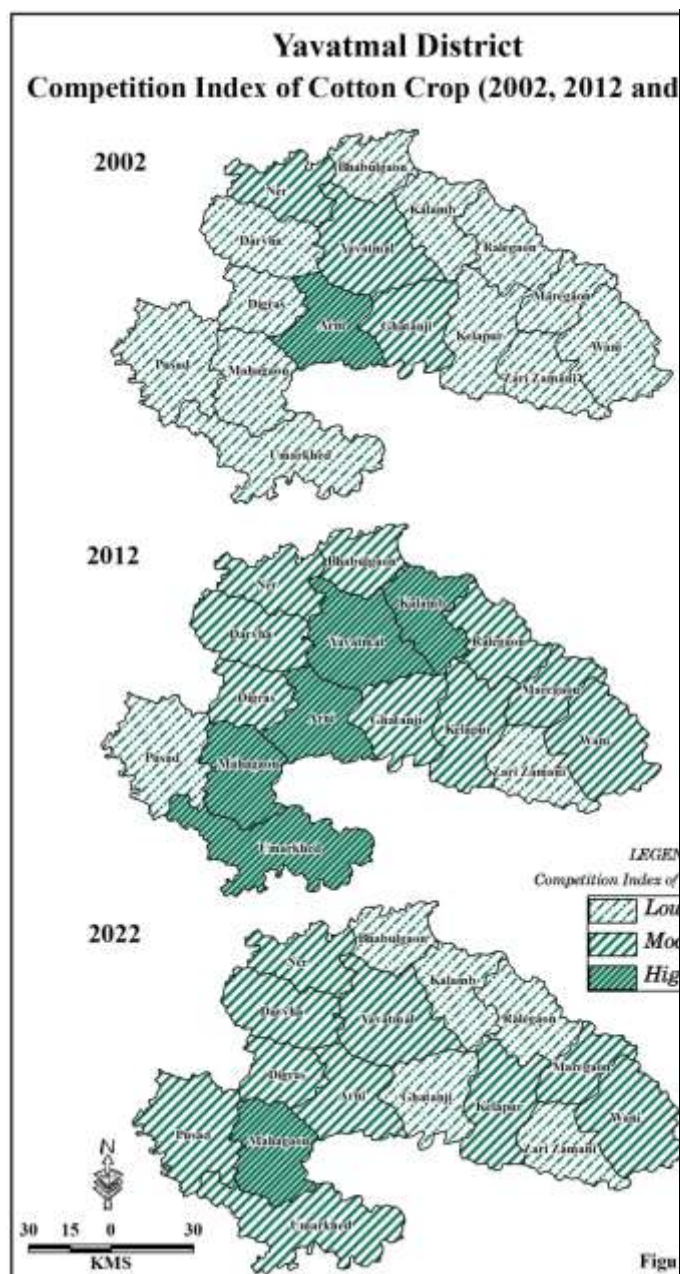 Yavatmal District
Competition Index of Cotton Crop (2002, 2012 and
2002
Bhabulgaon
Ner
Kalamb
Darvha
Yavatmal
Ralegaon
Digras
Maregaon
Arni
Ghatanji
Kelapur
Wani
Pusad
Mahagaon
Zari Zamani
Umarkhed
2012
Bhabulgaon
Ner
Kalamb
Darvha
Yavatmal
Ralegaon
Digras
Maregaon
Arni
Ghatanji
Kelapur
Wani
Pusad
Mahagaon
Zari Zamani
Umarkhed
LEGEN
Competition Index of
Low
Mod
Hig
2022
Bhabulgaon
Ner
Kalamb
Ralegaon
Darvha
Yavatmal
Maregaon
Digras
Arni
Ghatanji
Kelapur
Wani
Pusad
Mahagaon
Zari Zamani
Umarkhed
N
30 15 0 30
KMS
Figu